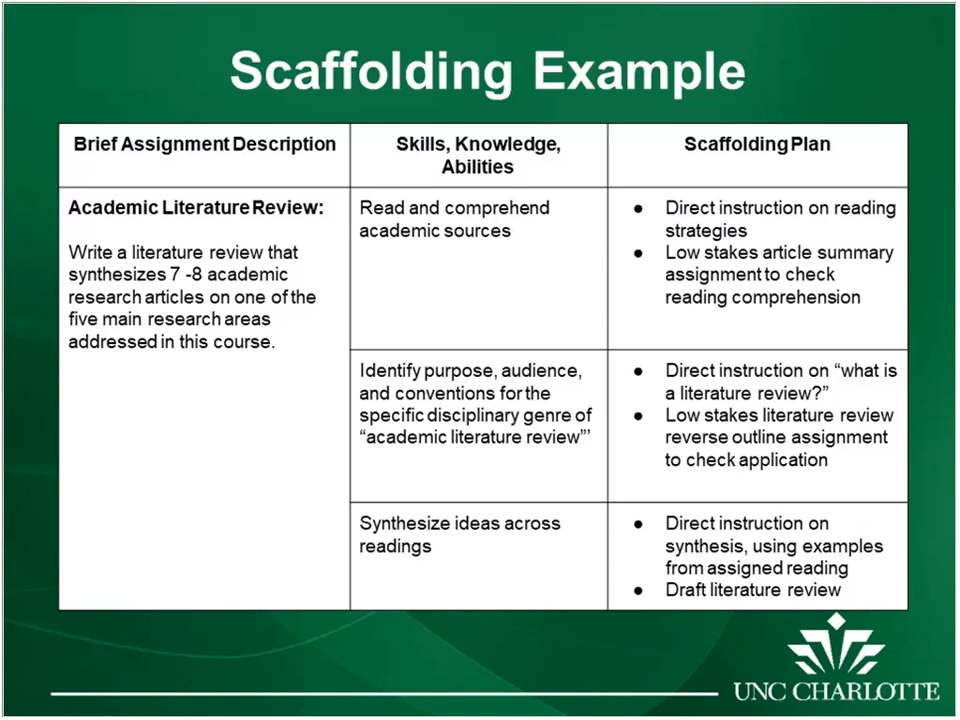 Scaffolding Example
Brief Assignment Description
Skills, Knowledge,
Abilities
Scaffolding Plan
Academic Literature Review:
Write a literature review that
synthesizes 7 -8 academic
research articles on one of the
five main research areas
addressed in this course.
Read and comprehend
academic sources
● Direct instruction on reading
strategies
● Low stakes article summary
assignment to check
reading comprehension
Identify purpose, audience,
and conventions for the
specific disciplinary genre of
“academic literature review”’
● Direct instruction on “what is
a literature review?”
● Low stakes literature review
reverse outline assignment
to check application
Synthesize ideas across
readings
● Direct instruction on
synthesis, using examples
from assigned reading
● Draft literature review
UNC CHARLOTTE